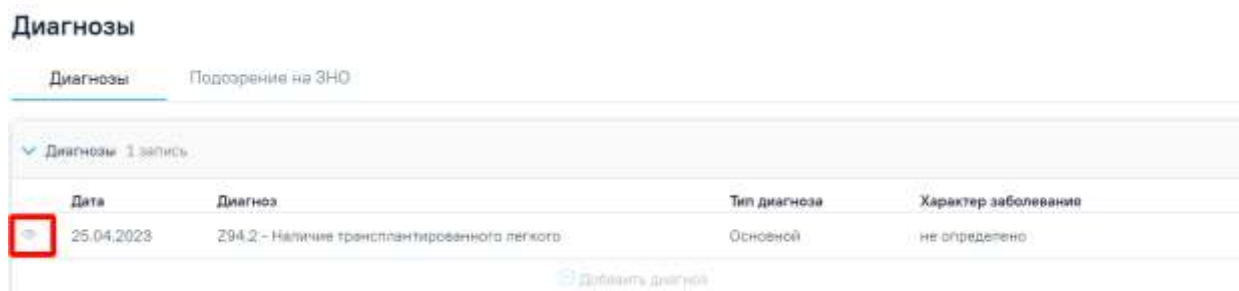 Диагнозы
Диагнозы Подозрение на ЗНО
Диагнозы 1 запись
Дата Диагноз Тип диагноза Характер заболевания
25.04.2023 Z94.2 - Наличие трансплантированного легкого Основной не определено
Добавить диагноз